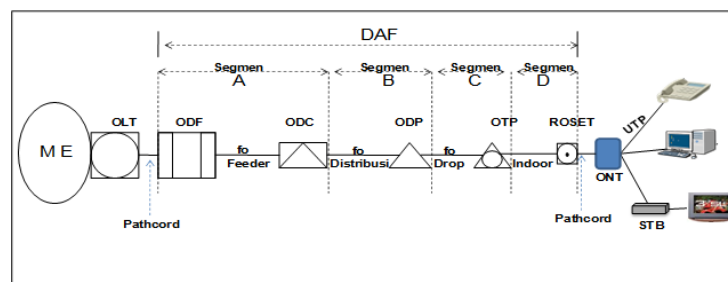 DAF
Segmen
A
Segmen
B
Segmen
C
Segmen
D
OLT
ODF
ODC
ODP
OTP
ROSET
M E
fo
Feeder
fo
Distribusi
fo
Drop
Indoor
UTP
ONT
Pathcord
Pathcord
STB